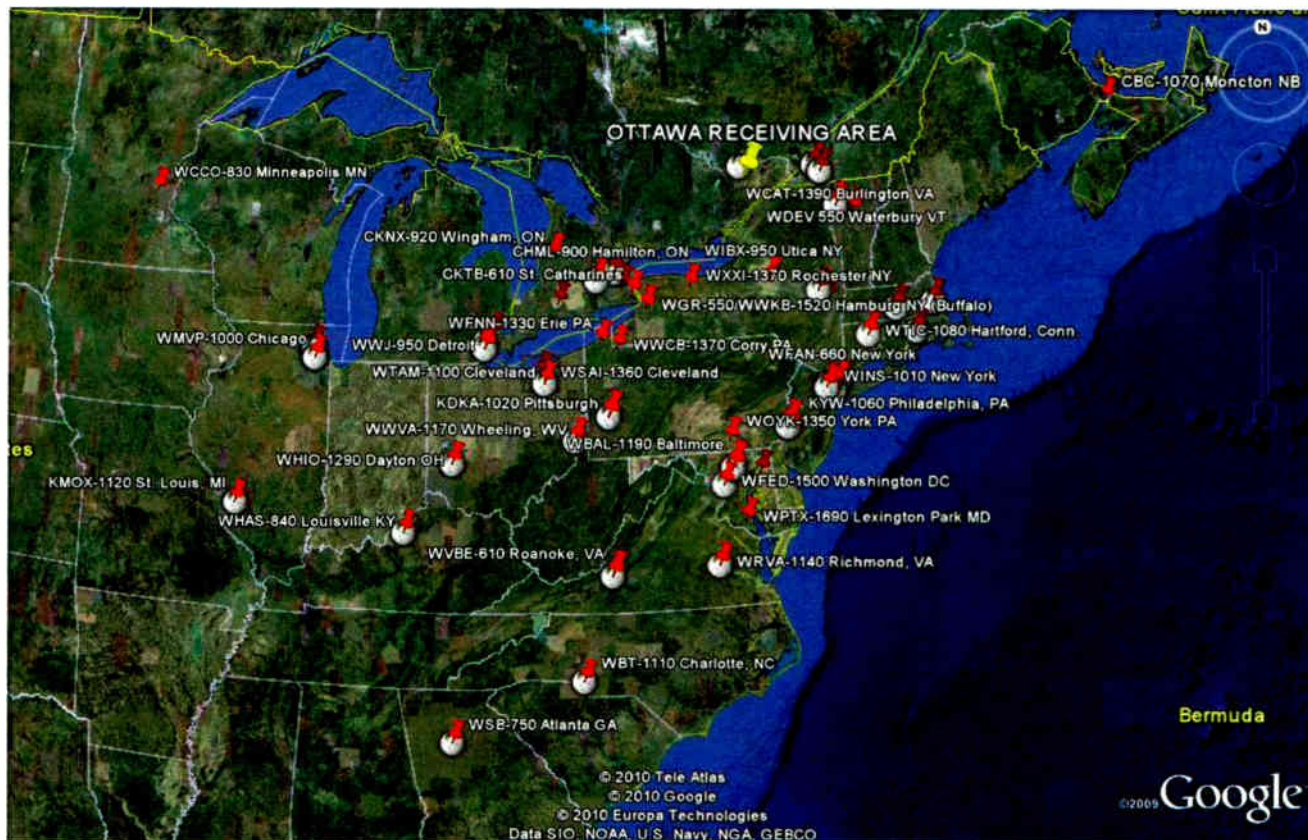 N
CBC-1070 Moncton NB
OTTAWA RECEIVING AREA
WCCO-830 Minneapolis MN
WCAT-1390 Burlington VA
WDEV 550 Waterbury VT
CKNX-920 Wingham, ON
CHML-900 Hamilton, ON
WIBX-950 Utica NY
CKTB-610 St. Catharines
WXXI-1370 Rochester NY
WGR-550/WWKB-1520 Hamburg NY (Buffalo)
WFNN-1330 Erie PA
WTIC-1080 Hartford, Conn.
WMVP-1000 Chicago
WWJ-950 Detroit
WWCB-1370 Corry PA
WFAN-660 New York
WTAM-1100 Cleveland
WSAI-1360 Cleveland
WINS-1010 New York
KDKA-1020 Pittsburgh
KYW-1060 Philadelphia, PA
WOYK-1350 York PA
WWVA-1170 Wheeling, WV
WBAL-1190 Baltimore
tes
WHIO-1290 Dayton OH
KMOX-1120 St. Louis, MI
WFED-1500 Washington DC
WHAS-840 Louisville KY
WPTX-1690 Lexington Park MD
WVBE-610 Roanoke, VA
WRVA-1140 Richmond, VA
WBT-1110 Charlotte, NC
WSB-750 Atlanta GA
Bermuda
© 2010 Tele Atlas
© 2010 Google
© 2010 Europa Technologies
Data SIO, NOAA, U.S. Navy, NGA, GEBCO
©2009 Google